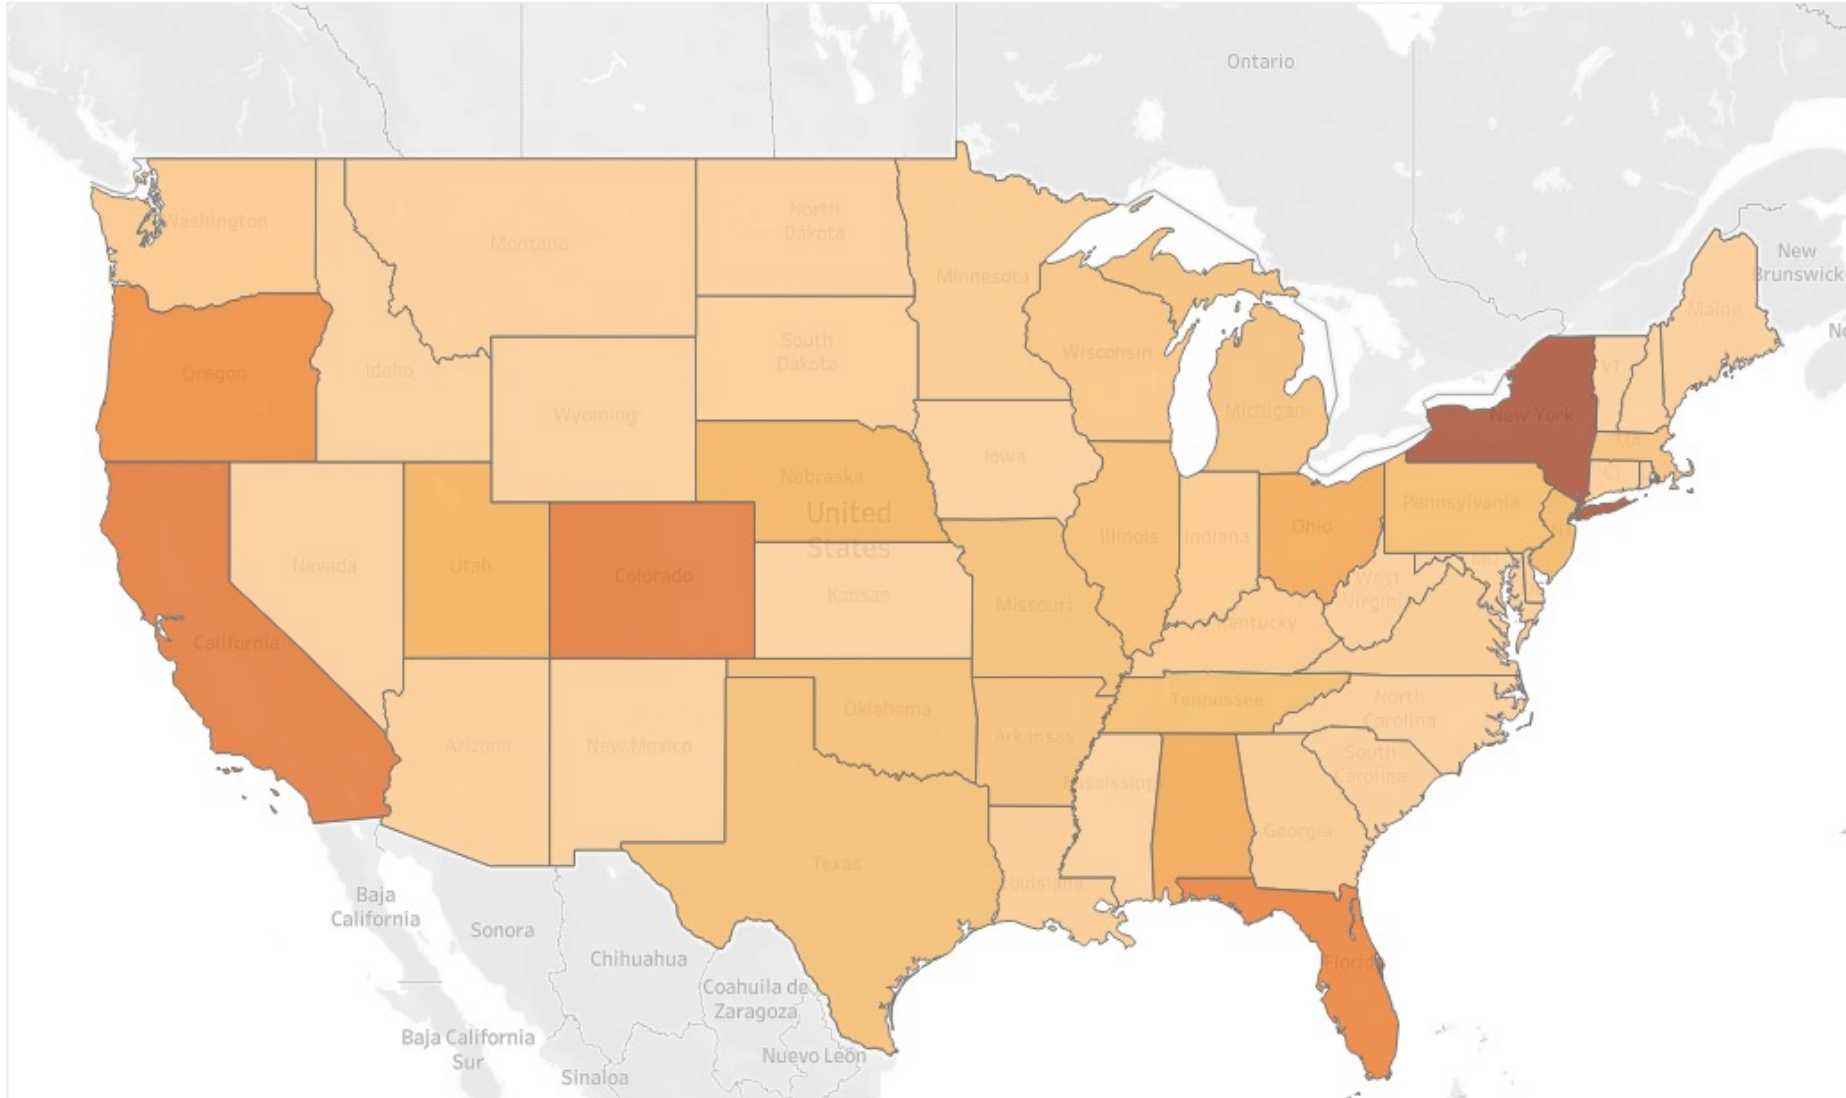 Ontario
Washington
Montana
North
Dakota
Minnesota
New
Brunswick
Maine
Oregon
Idaho
South
Dakota
Wisconsin
VT
Wyoming
Michigan
New York
MA
Iowa
CT
Nebraska
Pennsylvania
United
States
Ohio
Illinois
Indiana
Nevada
Utah
Colorado
MD
Kansas
West
Virginia
Missouri
Kentucky
California
Tennessee
North
Carolina
Oklahoma
Arkansas
Arizona
New Mexico
South
Carolina
Mississipp
Georgia
Texas
Louisiana
Baja
California
Sonora
Chihuahua
Florida
Coahuila de
Zaragoza
Baja California
Sur
Nuevo León
Sinaloa